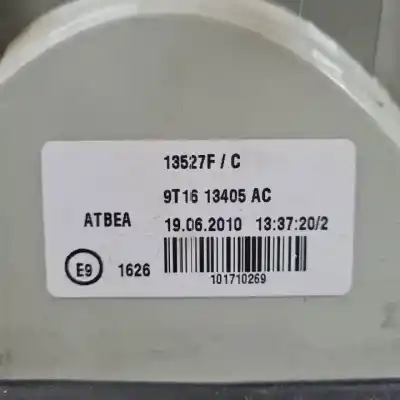 13527F / C
9T16 13405 AC
ATBEA 19.06.2010 13:37:20/2
E9 1626
101710269